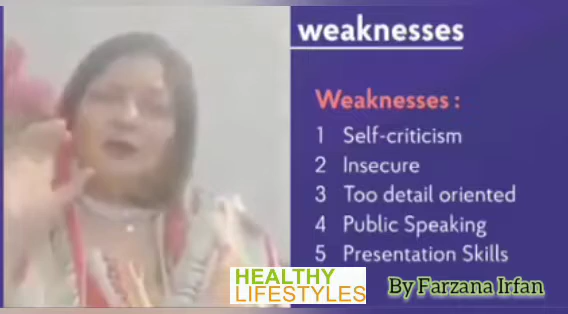 weaknesses
Weaknesses :
1 Self-criticism
2 Insecure
3 Too detail oriented
4 Public Speaking
5 Presentation Skills
HEALTHY
LIFESTYLES
By Farzana Irfan